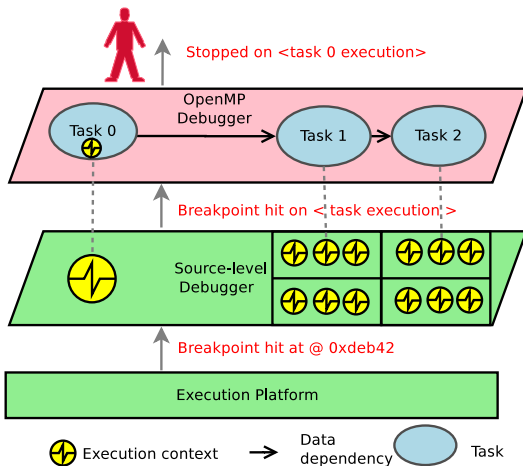 Stopped on <task 0 execution>
OpenMP
Debugger
Task 0
Task 1
Task 2
Breakpoint hit on < task execution >
Source-level
Debugger
Breakpoint hit at @ 0xdeb42
Execution Platform
Execution context
Data
dependency
Task